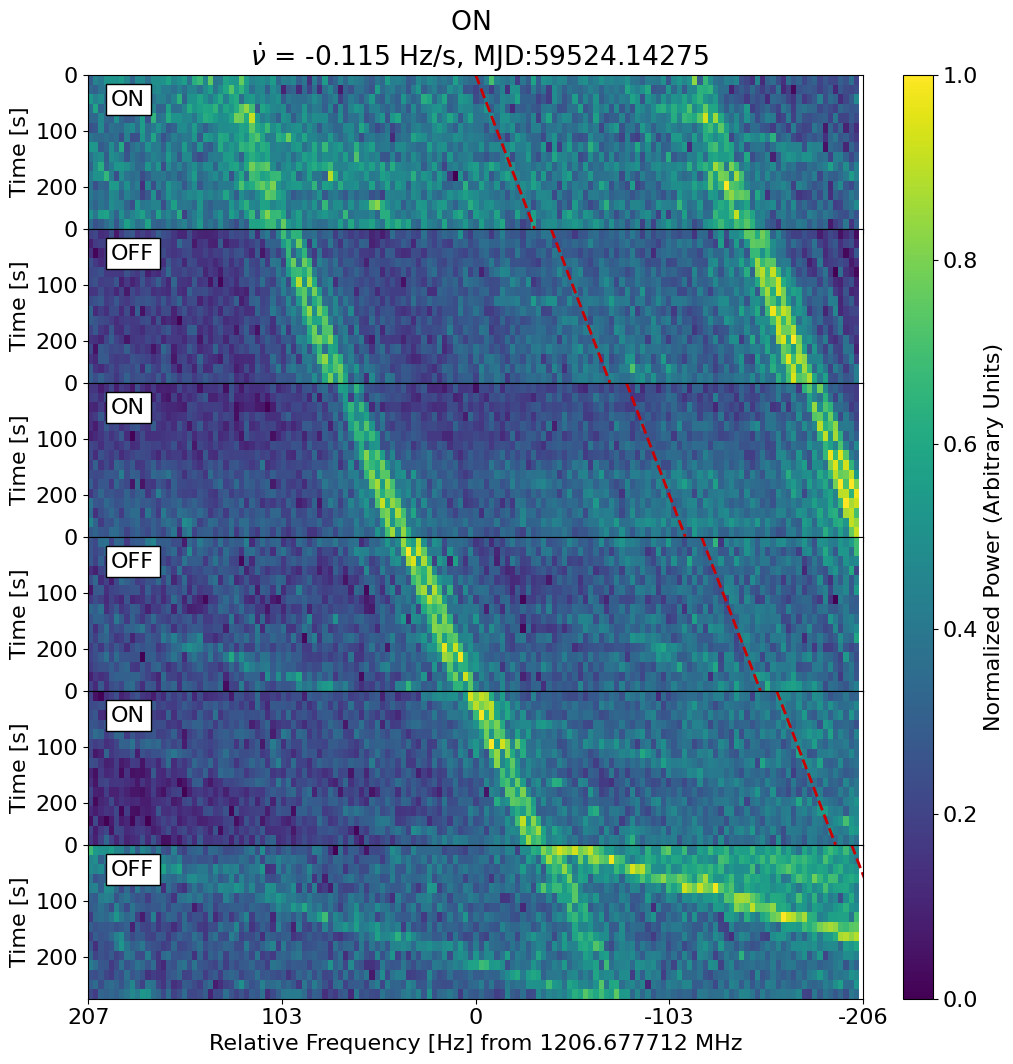 ON
ν̇ = -0.115 Hz/s, MJD:59524.14275
0
ON
100
200
Time [s]
0
OFF
100
200
Time [s]
0
ON
100
200
Time [s]
0
OFF
100
200
Time [s]
0
ON
100
200
Time [s]
0
OFF
100
200
Time [s]
207 103 0 -103 -206
Relative Frequency [Hz] from 1206.677712 MHz
1.0
0.8
0.6
0.4
0.2
0.0
Normalized Power (Arbitrary Units)